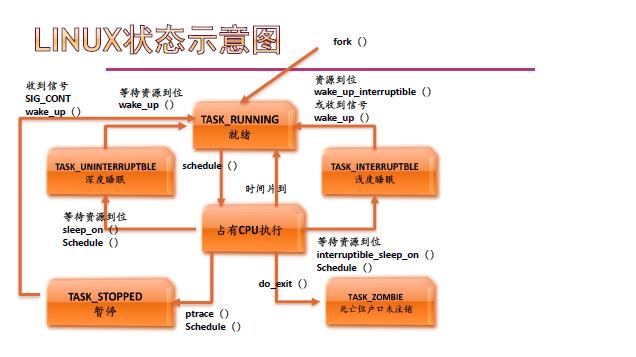 LINUX状态示意图
fork（）
收到信号
SIG_CONT
wake_up（）
等待资源到位
wake_up（）
资源到位
wake_up_interruptible（）
或收到信号
wake_up（）
TASK_RUNNING
就绪
TASK_UNINTERRUPTBLE
深度睡眠
schedule（）
时间片到
TASK_INTERRUPTBLE
浅度睡眠
等待资源到位
sleep_on（）
Schedule（）
占有CPU执行
等待资源到位
interruptible_sleep_on（）
Schedule（）
TASK_STOPPED
暂停
ptrace（）
Schedule（）
do_exit（）
TASK_ZOMBIE
死亡但户口未注销